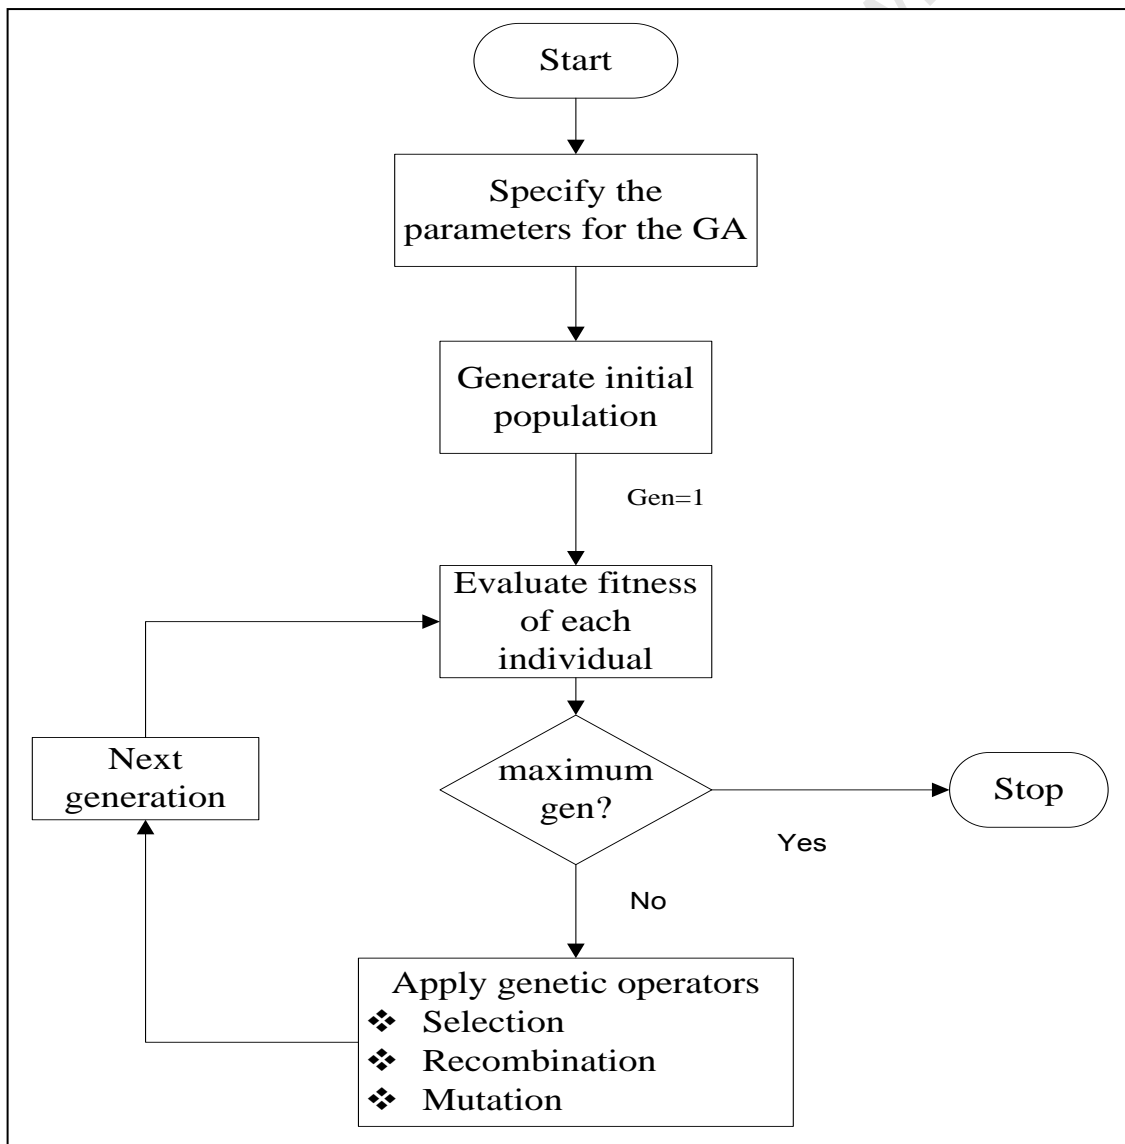 Start
Specify the
parameters for the GA
Generate initial
population
Gen=1
Evaluate fitness
of each
individual
Next
generation
maximum
gen?
Stop
Yes
No
Apply genetic operators
❖ Selection
❖ Recombination
❖ Mutation